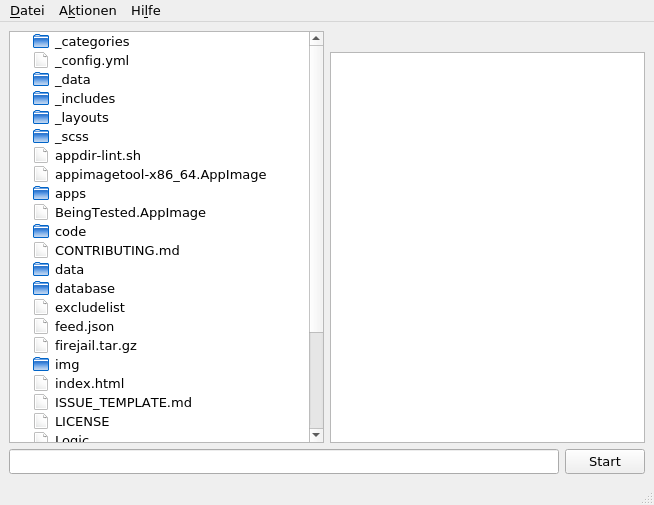 Datei Aktionen Hilfe
_categories
_config.yml
_data
_includes
_layouts
_scss
appdir-lint.sh
appimagetool-x86_64.AppImage
apps
BeingTested.AppImage
code
CONTRIBUTING.md
data
database
excludelist
feed.json
firejail.tar.gz
img
index.html
ISSUE_TEMPLATE.md
LICENSE
Logic
Start